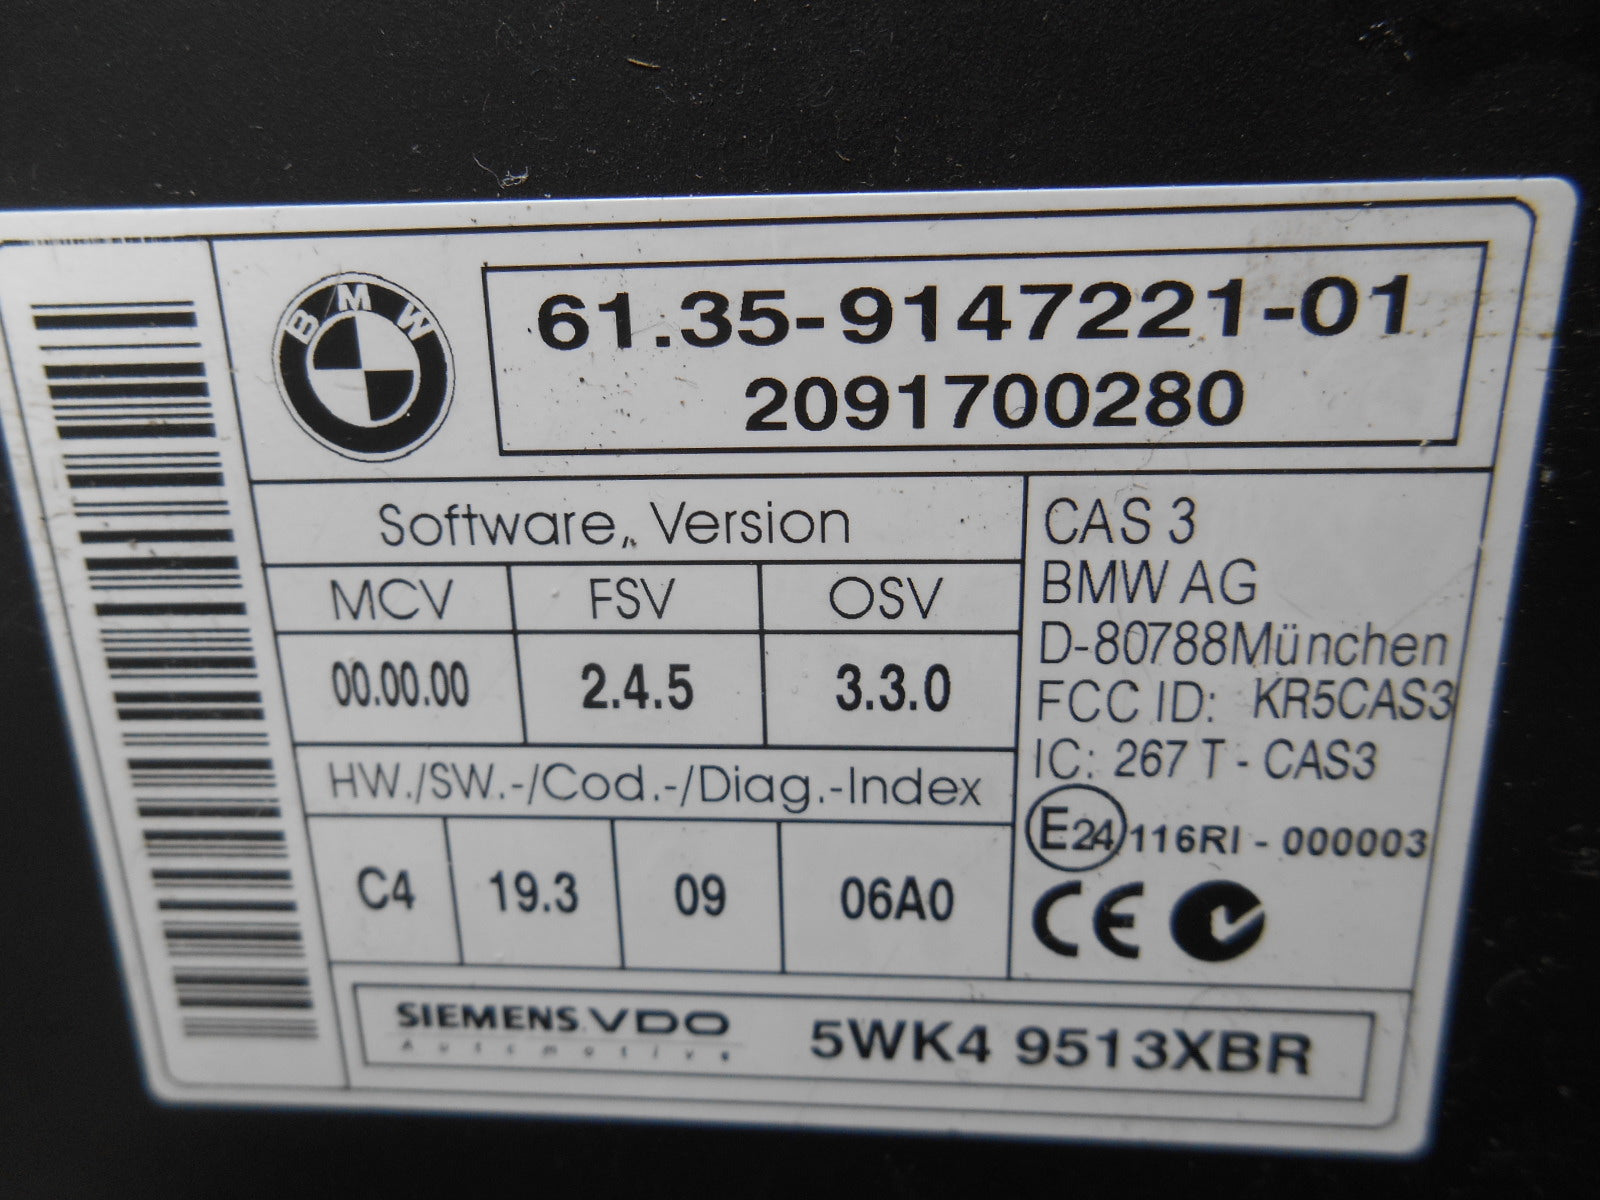 BMW
61.35-9147221-01
2091700280
Software, Version
MCV FSV OSV
00.00.00 2.4.5 3.3.0
HW./SW.-/Cod.-/Diag.-Index
C4 19.3 09 06A0
CAS 3
BMW AG
D-80788München
FCC ID: KR5CAS3
IC: 267 T - CAS3
E24 116RI - 000003
CE
SIEMENS VDO
Automotive
5WK4 9513XBR